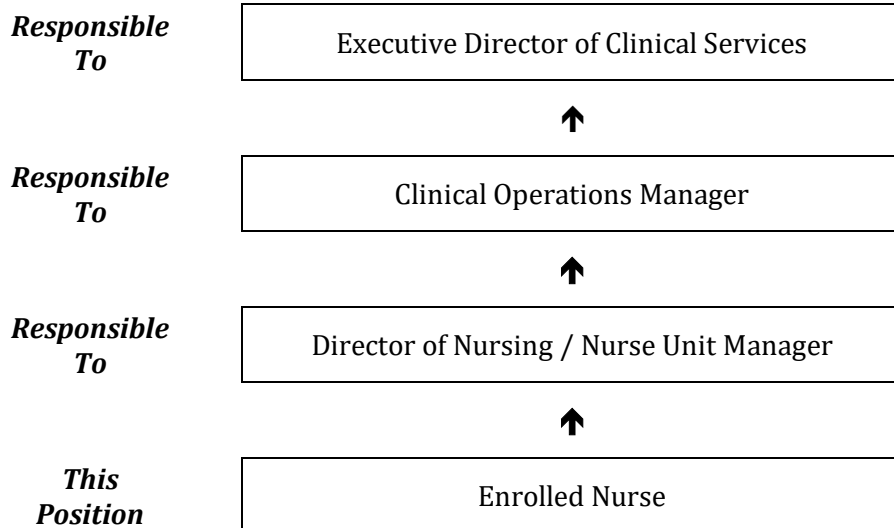 Responsible
To
Executive Director of Clinical Services
Responsible
To
Clinical Operations Manager
Responsible
To
Director of Nursing / Nurse Unit Manager
This
Position
Enrolled Nurse